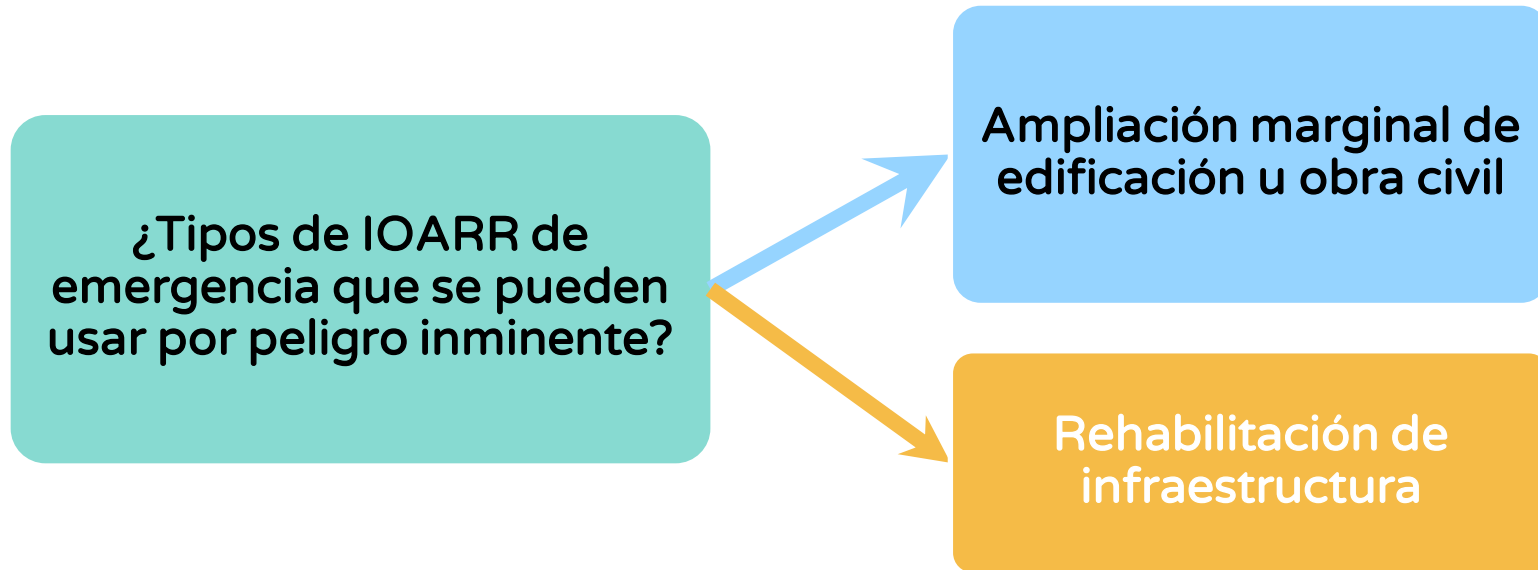 ¿Tipos de IOARR de
emergencia que se pueden
usar por peligro inminente?
Ampliación marginal de
edificación u obra civil
Rehabilitación de
infraestructura